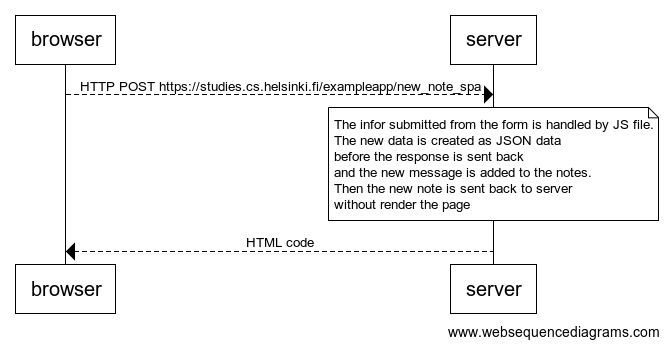 browser
server
HTTP POST https://studies.cs.helsinki.fi/exampleapp/new_note_spa
The infor submitted from the form is handled by JS file.
The new data is created as JSON data
before the response is sent back
and the new message is added to the notes.
Then the new note is sent back to server
without render the page
HTML code
browser
server
www.websequencediagrams.com